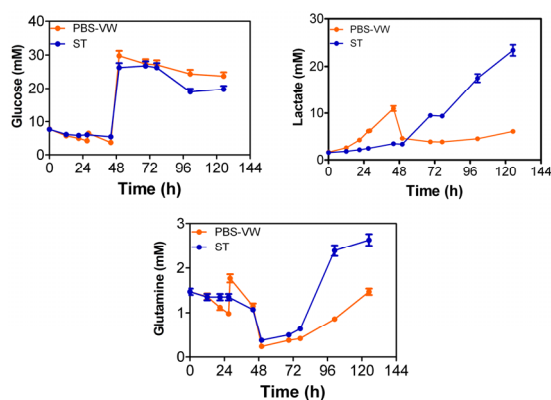 PBS-VW
ST
Glucose (mM)
40
30
20
10
0
0 24 48 72 96 120 144
Time (h)
PBS-VW
ST
Lactate (mM)
30
20
10
0
0 24 48 72 96 120 144
Time (h)
PBS-VW
ST
Glutamine (mM)
3
2
1
0
0 24 48 72 96 120 144
Time (h)